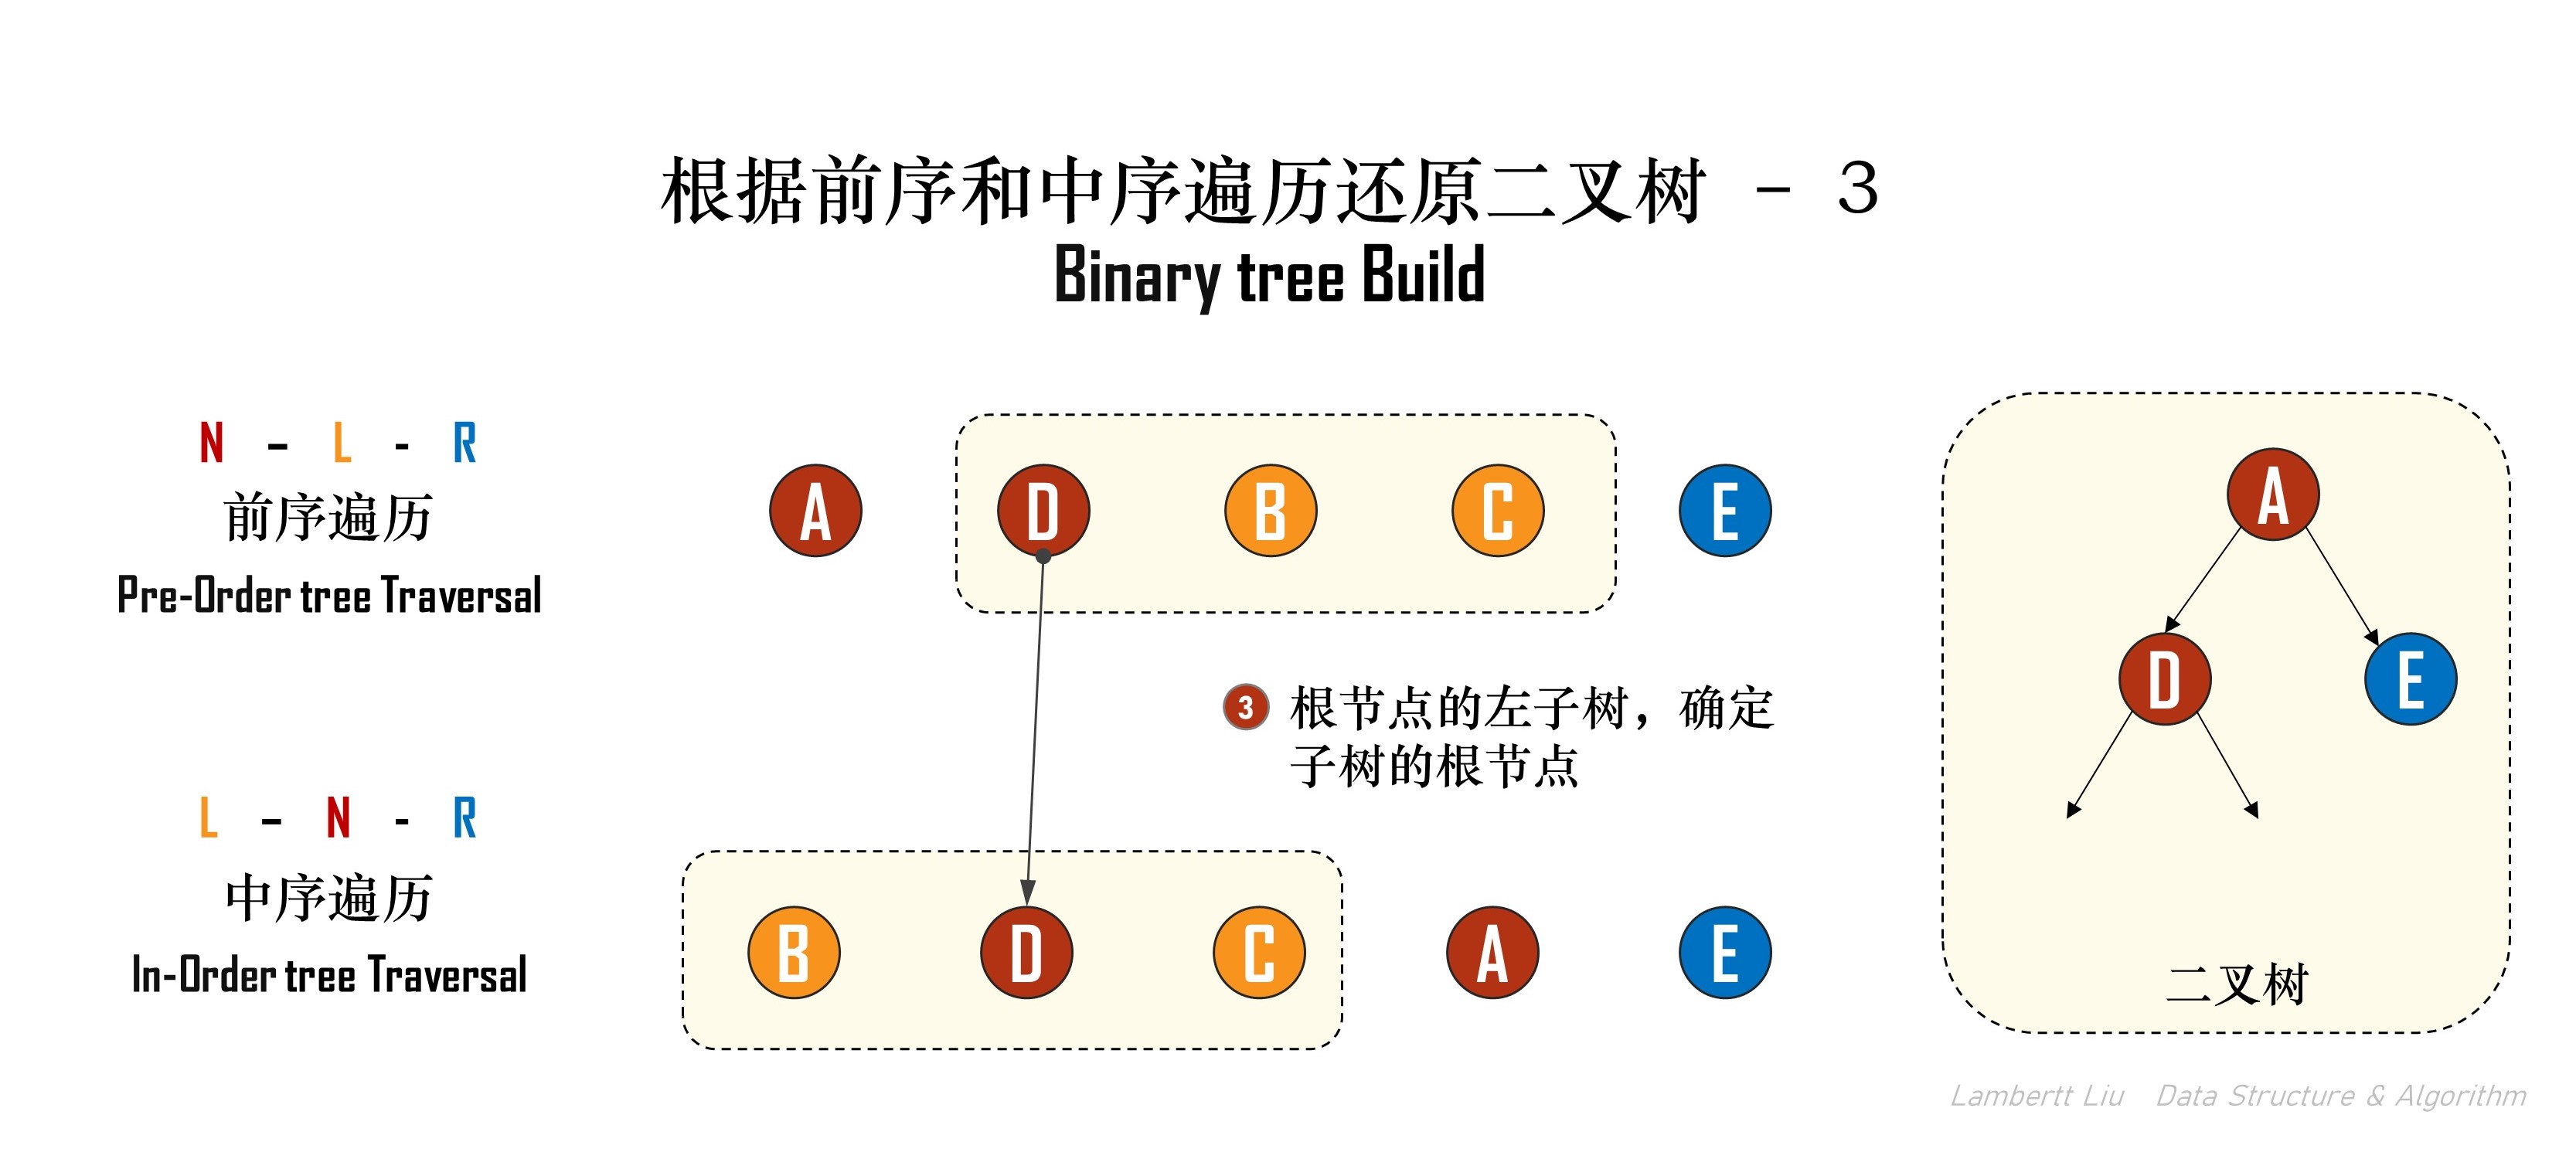 根据前序和中序遍历还原二叉树 - 3
Binary tree Build
N - L - R
前序遍历
Pre-Order tree Traversal
A D B C E
3 根节点的左子树，确定
子树的根节点
L - N - R
中序遍历
In-Order tree Traversal
B D C A E
A
D E
二叉树
Lambertt Liu Data Structure & Algorithm